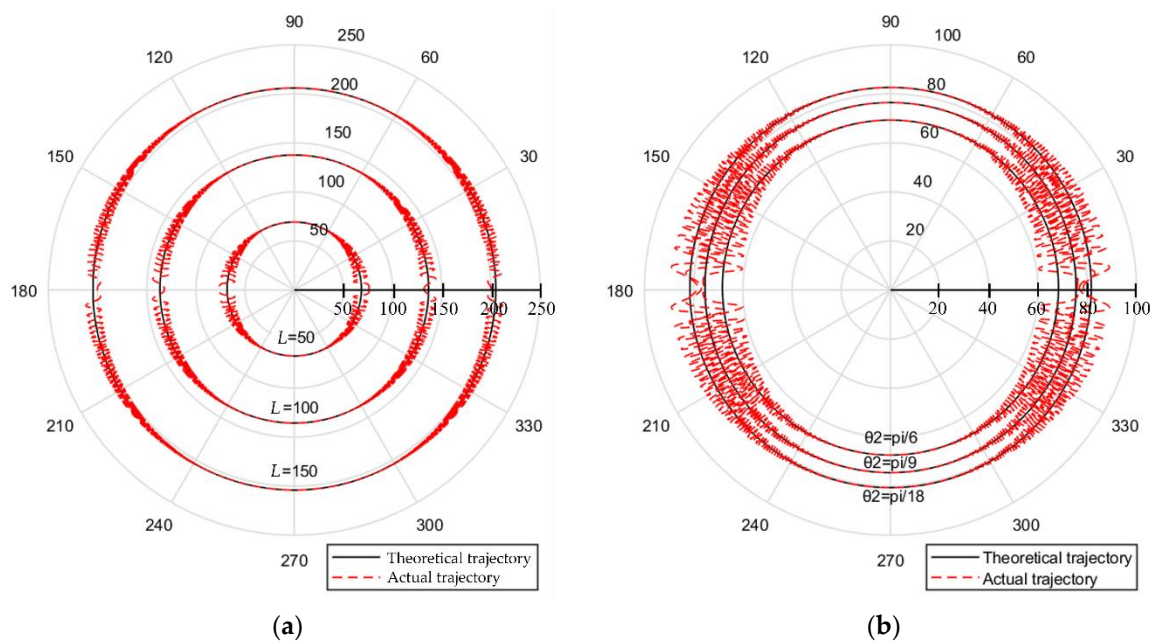 90
250
120
60
200
150
150
30
100
50
180
50 100 150 200 250
L=50
210
L=100
330
L=150
240
300
270
Theoretical trajectory
Actual trajectory
(a)
90
100
120
60
80
60
150
30
40
20
180
20 40 60 80 100
210
θ2=pi/6
330
θ2=pi/9
θ2=pi/18
240
300
270
Theoretical trajectory
Actual trajectory
(b)